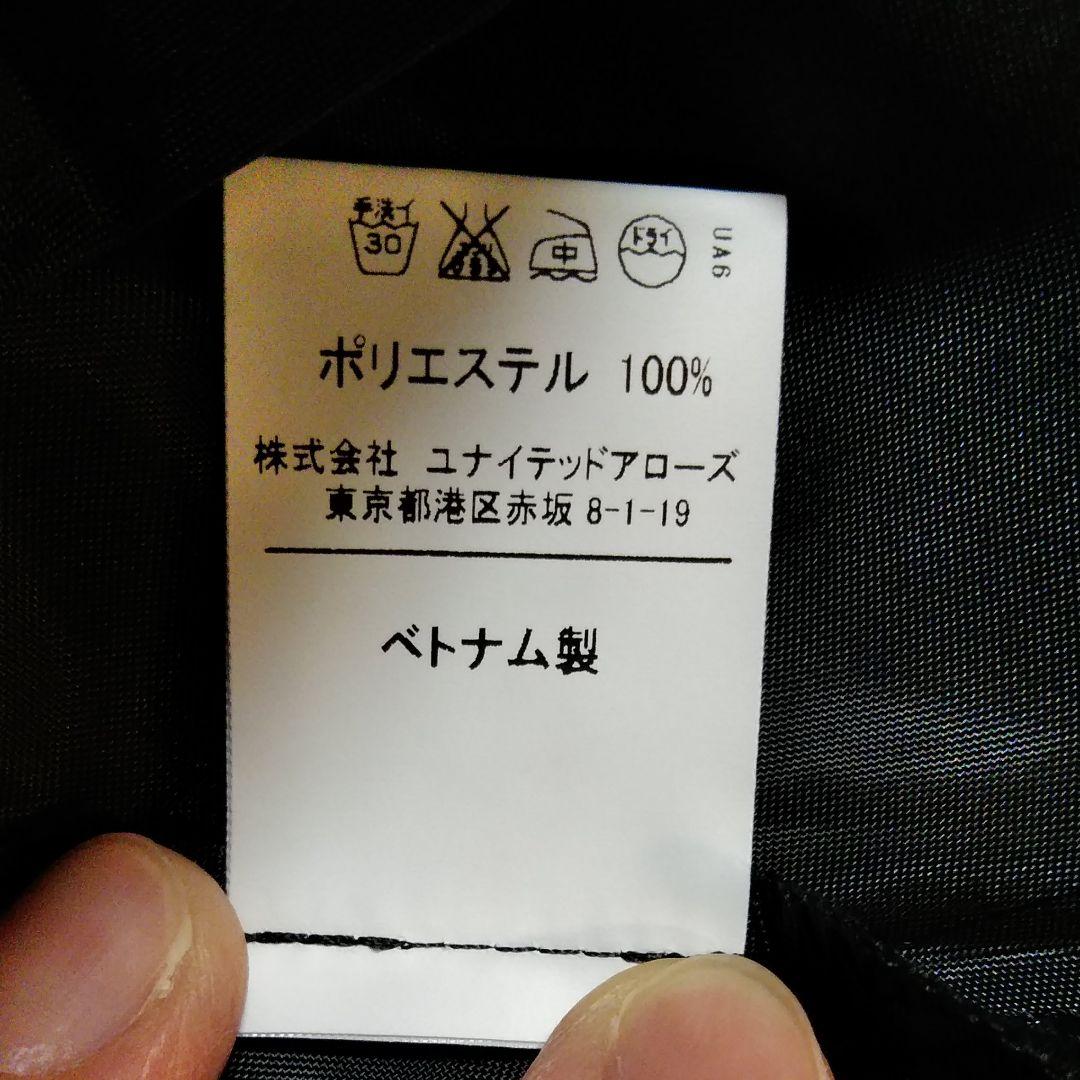 手洗イ
30
中
ドライ
UA6
ポリエステル 100%
株式会社 ユナイテッドアローズ
東京都港区赤坂 8-1-19
ベトナム製